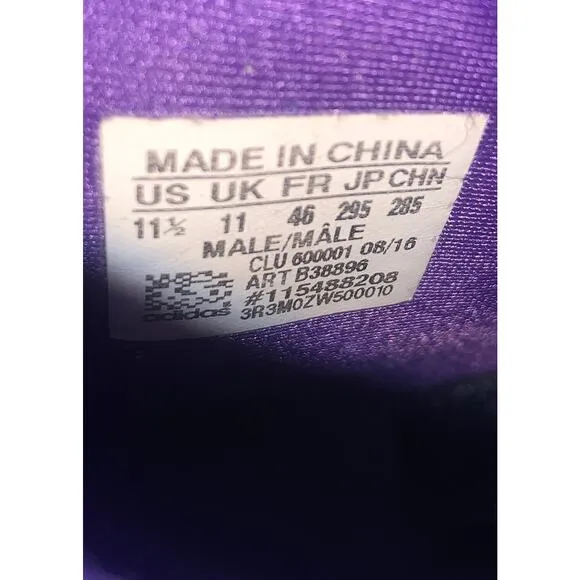 MADE IN CHINA
US UK FR JP CHN
11½ 11 46 295 285
MALE/MÂLE
CLU 600001 08/16
ART B38896
#115488208
3R3M0ZW500010
adidas